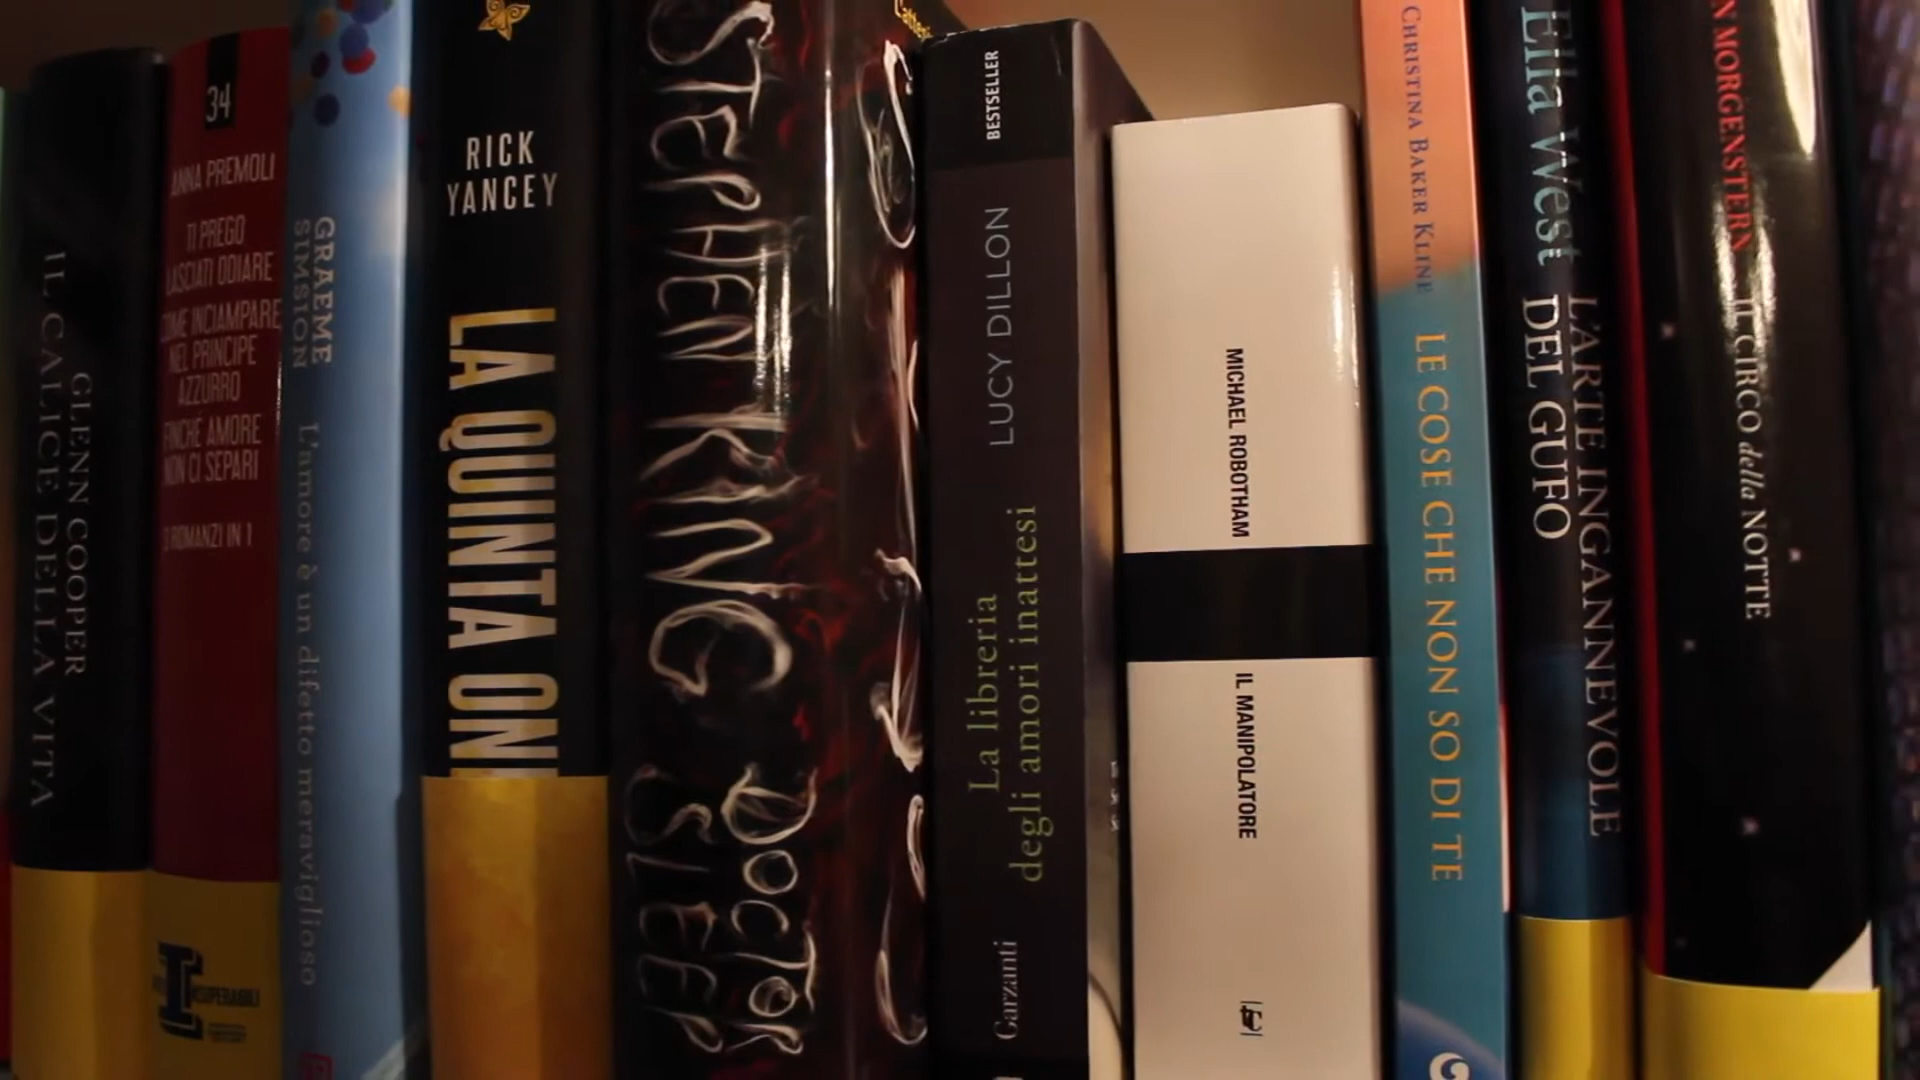 GLENN COOPER
IL CALICE DELLA VITA
34
ANNA PREMOLI
TI PREGO
LASCIATI ODIARE
COME INCIAMPARE
NEL PRINCIPE
AZZURRO
FINCHÉ AMORE
NON CI SEPARI
3 ROMANZI IN 1
GRAEME
SIMSION
L'amore è un difetto meraviglioso
RICK
YANCEY
LA QUINTA ON
STEPHEN KING
DOCTOR
SLEEP
BESTSELLER
LUCY DILLON
La libreria
degli amori inattesi
Garzanti
MICHAEL ROBOTHAM
IL MANIPOLATORE
CHRISTINA BAKER KLINE
LE COSE CHE NON SO DI TE
Ella West
L'ARTE INGANNEVOLE
DEL GUFO
N MORGENSTERN
IL CIRCO della NOTTE